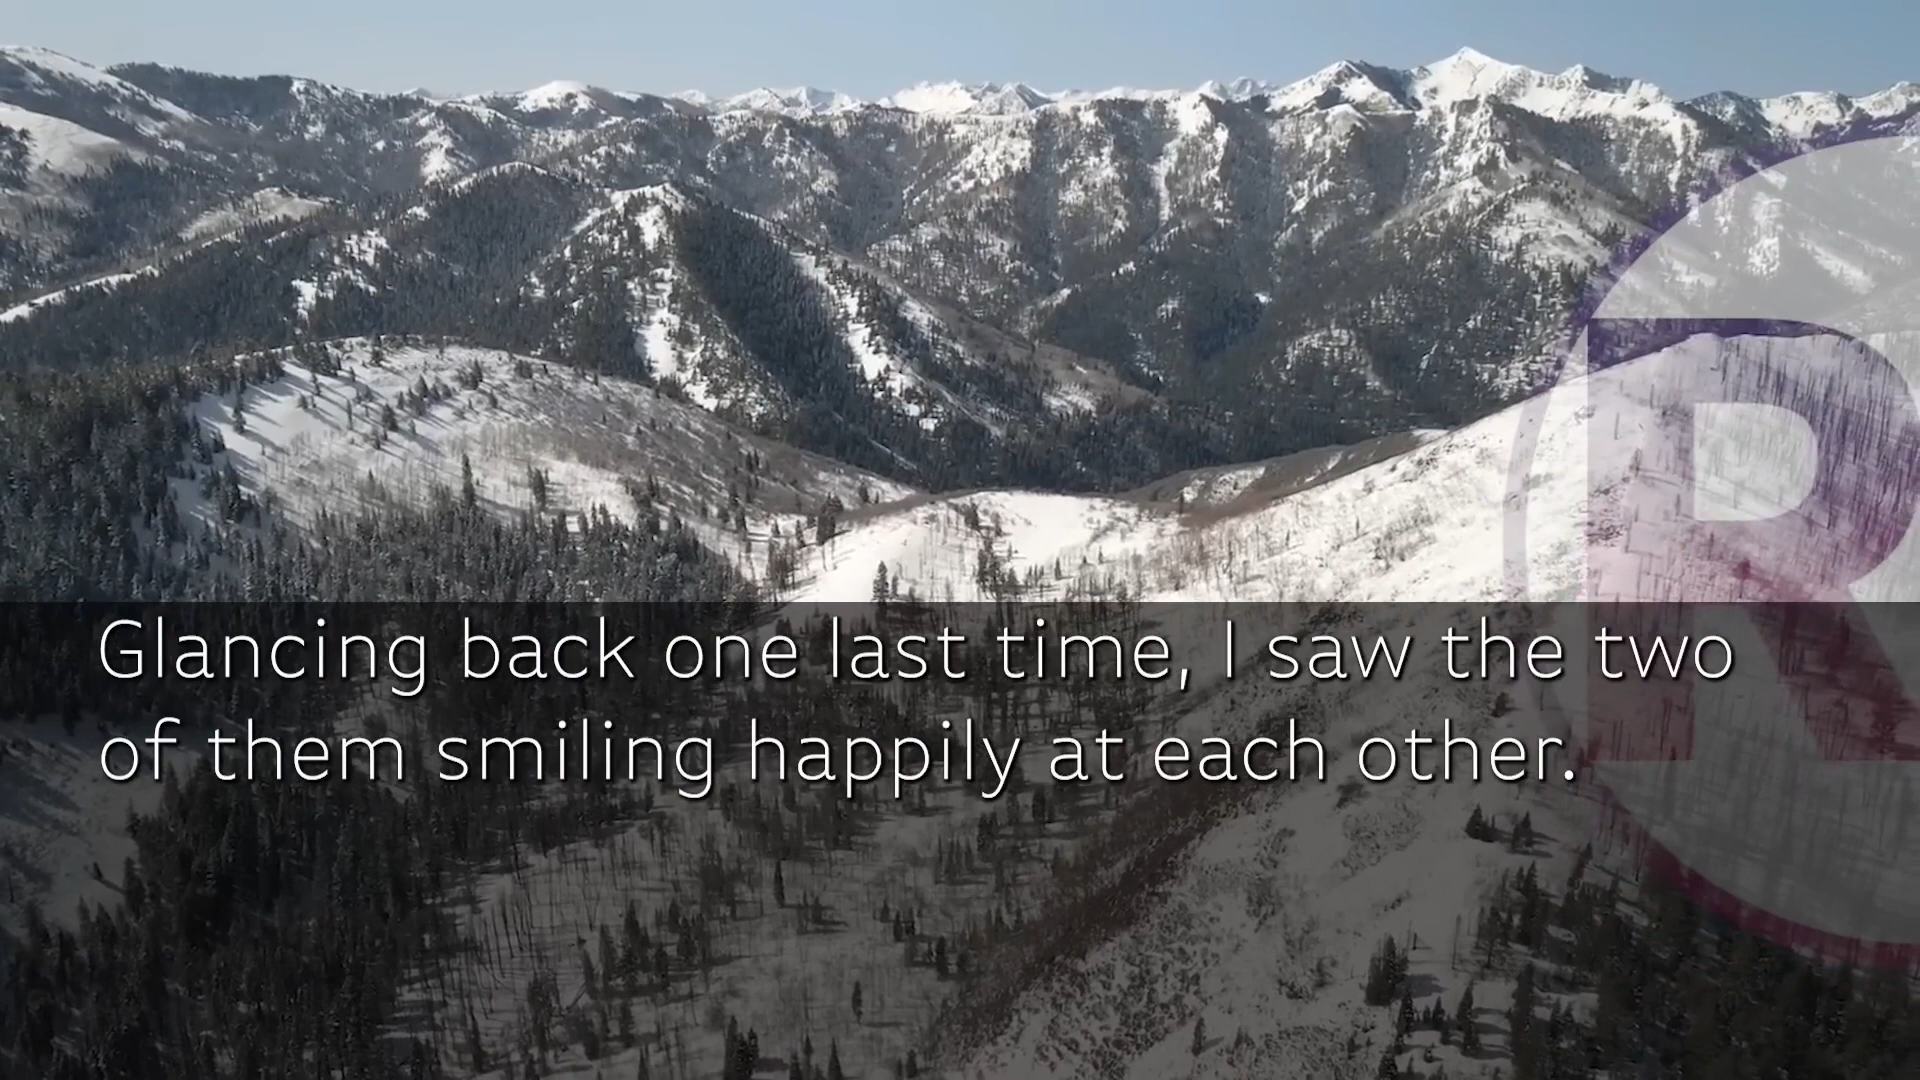 Glancing back one last time, I saw the two
of them smiling happily at each other.
R